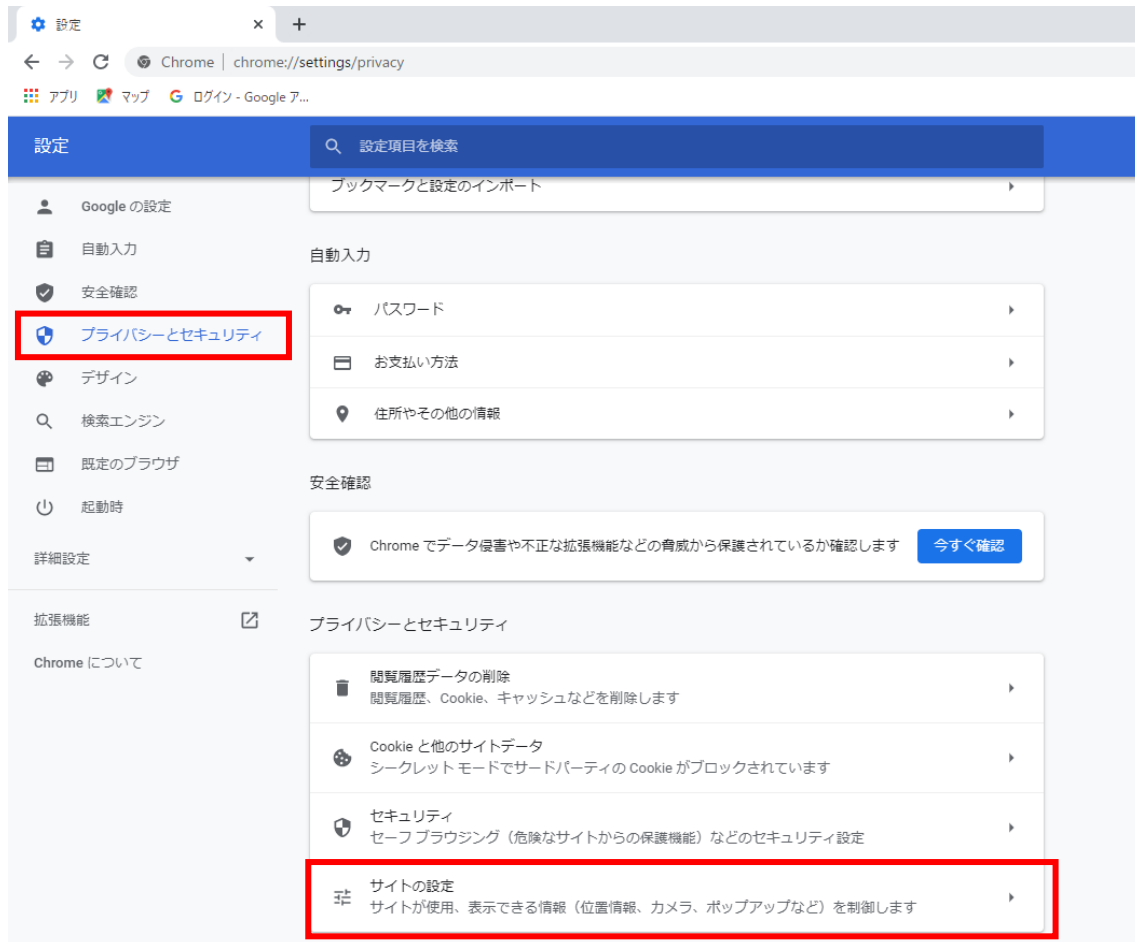 設定
Chrome | chrome://settings/privacy
アプリ マップ ログイン - Google ア...
設定
設定項目を検索
Google の設定
自動入力
安全確認
プライバシーとセキュリティ
デザイン
検索エンジン
既定のブラウザ
起動時
詳細設定
拡張機能
Chrome について
ブックマークと設定のインポート
自動入力
パスワード
お支払い方法
住所やその他の情報
安全確認
Chrome でデータ侵害や不正な拡張機能などの脅威から保護されているか確認します
今すぐ確認
プライバシーとセキュリティ
閲覧履歴データの削除
閲覧履歴、Cookie、キャッシュなどを削除します
Cookie と他のサイトデータ
シークレット モードでサードパーティの Cookie がブロックされています
セキュリティ
セーフ ブラウジング（危険なサイトからの保護機能）などのセキュリティ設定
サイトの設定
サイトが使用、表示できる情報（位置情報、カメラ、ポップアップなど）を制御します